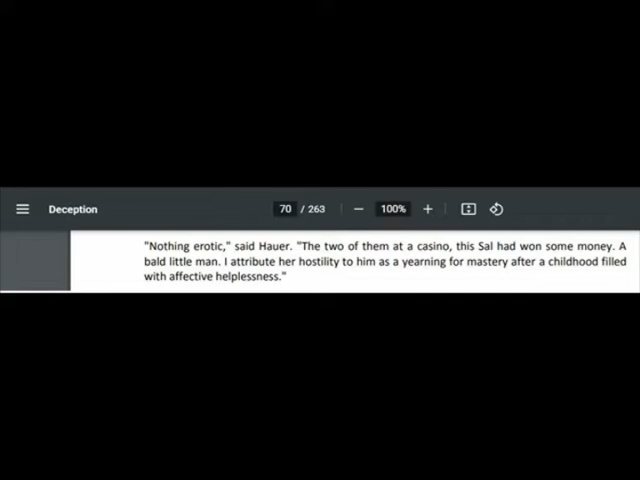 Deception
70 / 263
100%
"Nothing erotic," said Hauer. "The two of them at a casino, this Sal had won some money. A
bald little man. I attribute her hostility to him as a yearning for mastery after a childhood filled
with affective helplessness."